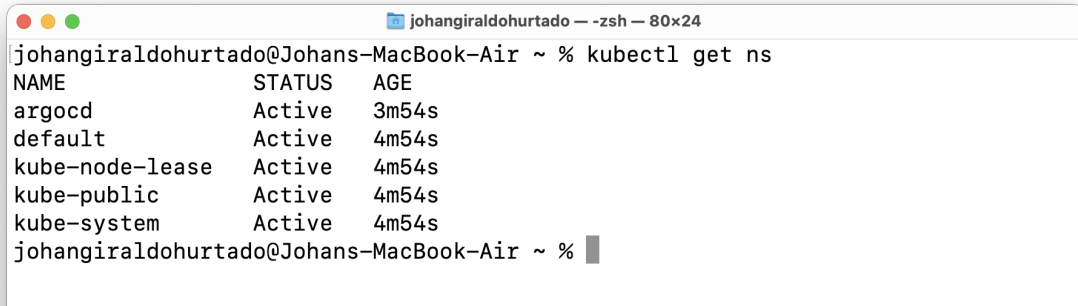 johangiraldohurtado — -zsh — 80×24
[johangiraldohurtado@Johans-MacBook-Air ~ % kubectl get ns
NAME              STATUS   AGE
argocd            Active   3m54s
default           Active   4m54s
kube-node-lease   Active   4m54s
kube-public       Active   4m54s
kube-system       Active   4m54s
johangiraldohurtado@Johans-MacBook-Air ~ %